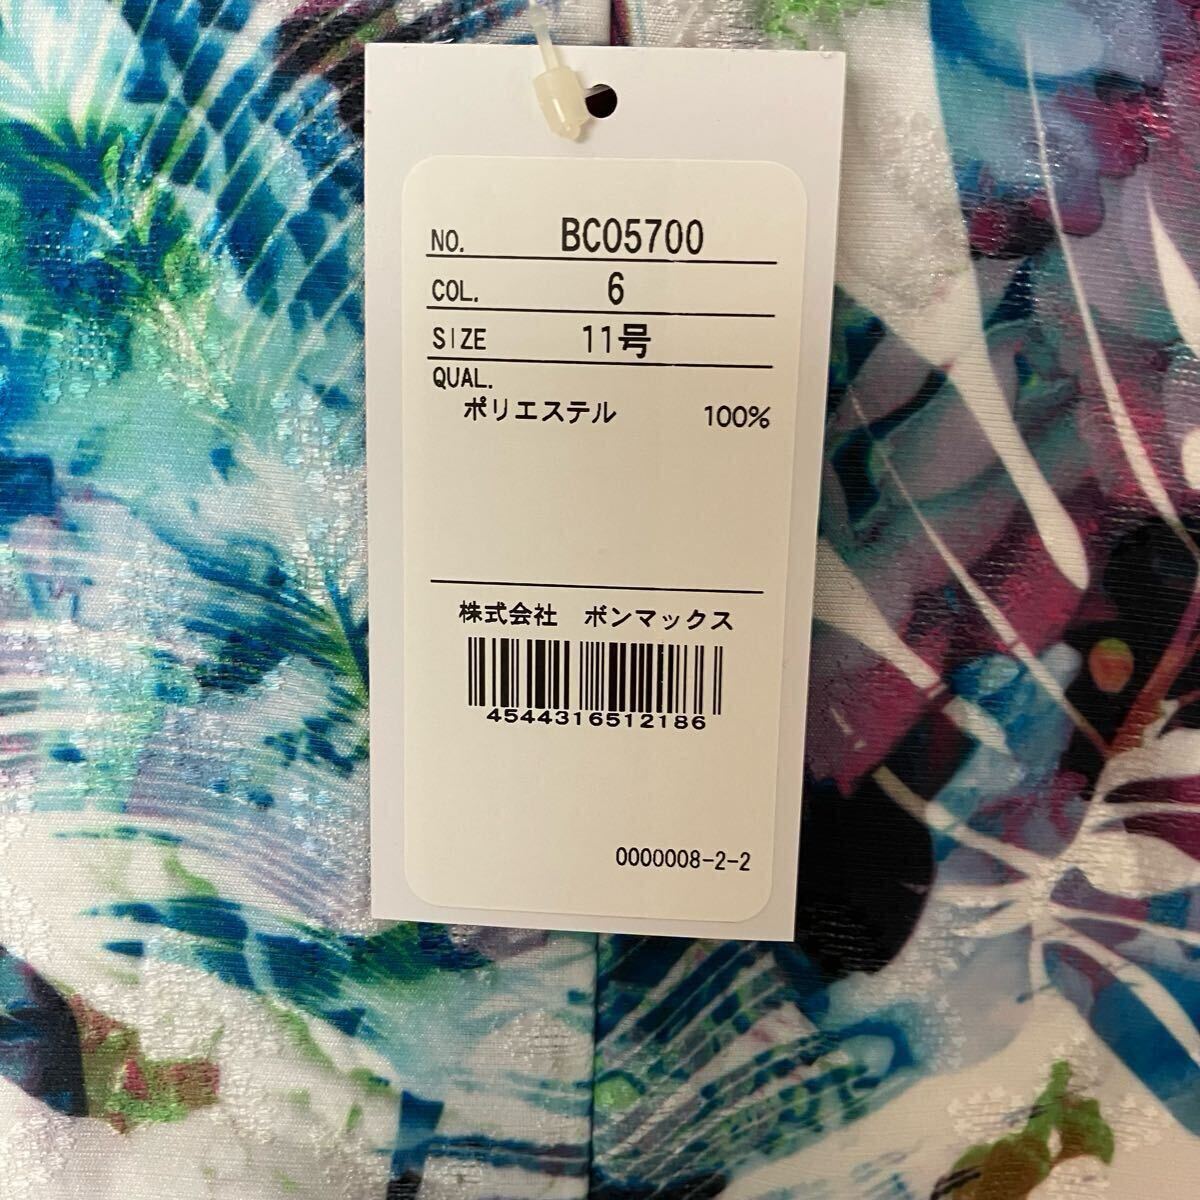 NO. BCO5700
COL. 6
SIZE 11号
QUAL.
ポリエステル 100%
株式会社 ボンマックス
4544316512186
0000008-2-2